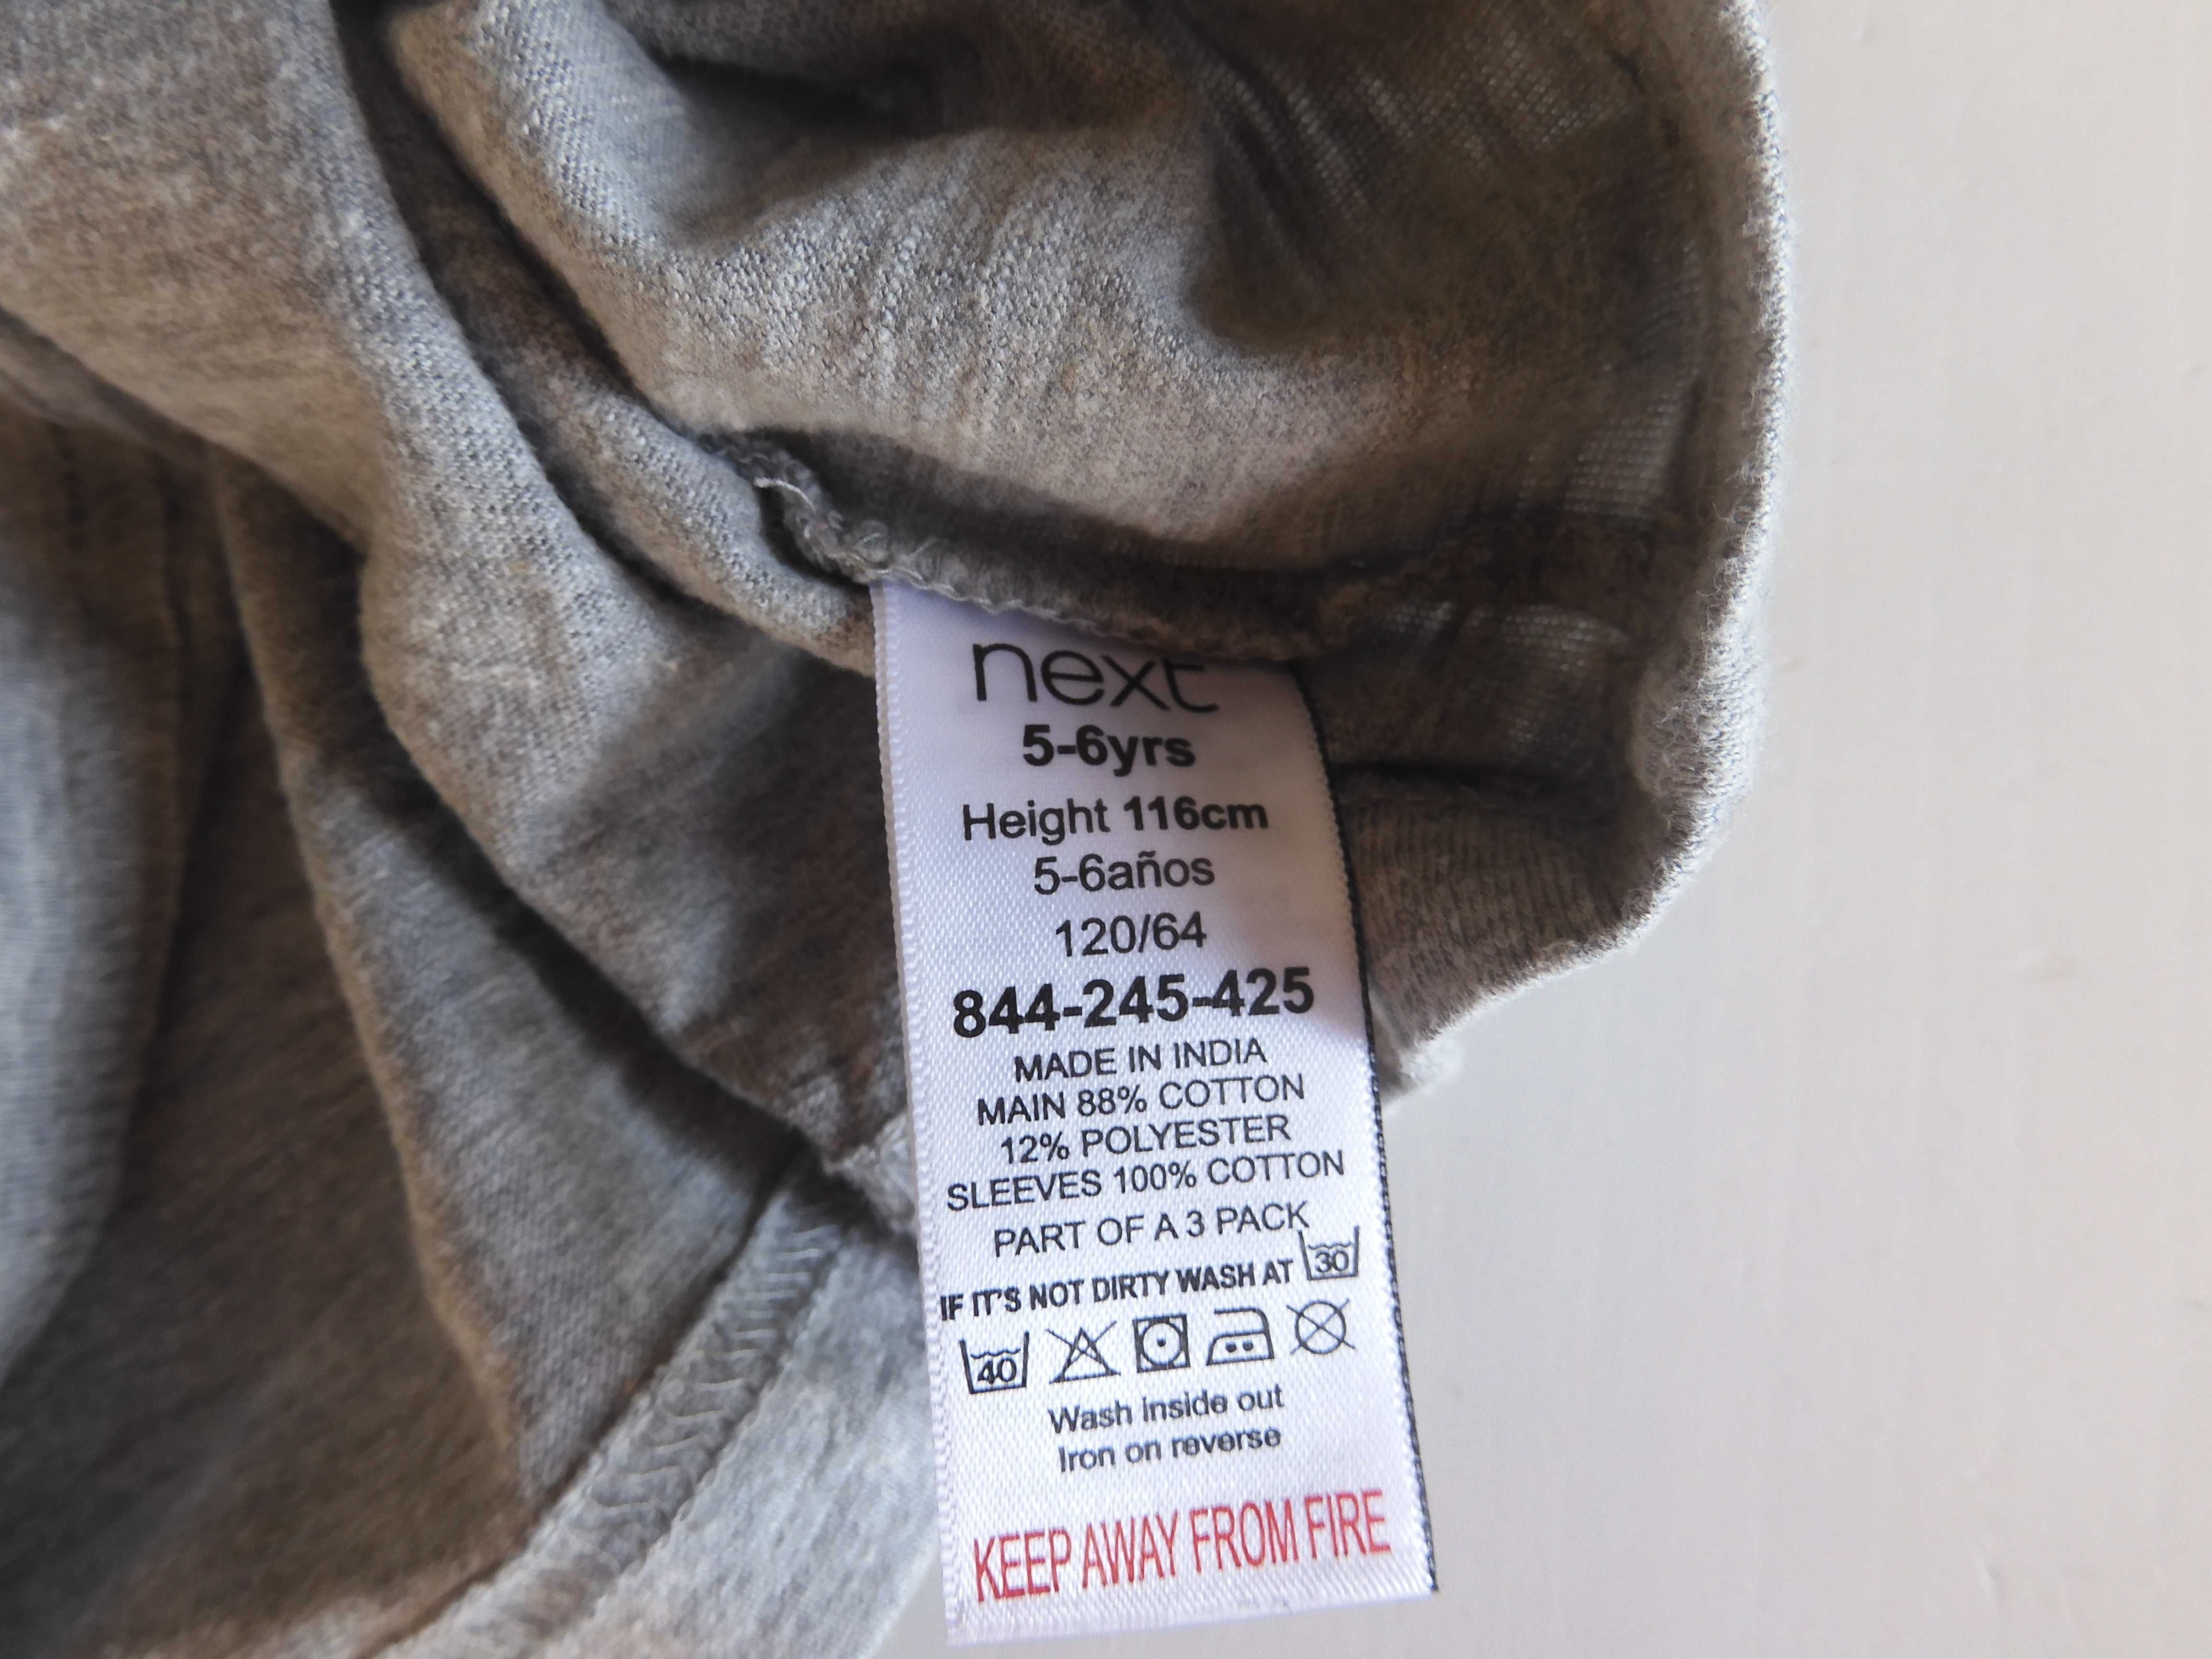 next
5-6yrs
Height 116cm
5-6años
120/64
844-245-425
MADE IN INDIA
MAIN 88% COTTON
12% POLYESTER
SLEEVES 100% COTTON
PART OF A 3 PACK
IF IT'S NOT DIRTY WASH AT 30
40
Wash inside out
Iron on reverse
KEEP AWAY FROM FIRE